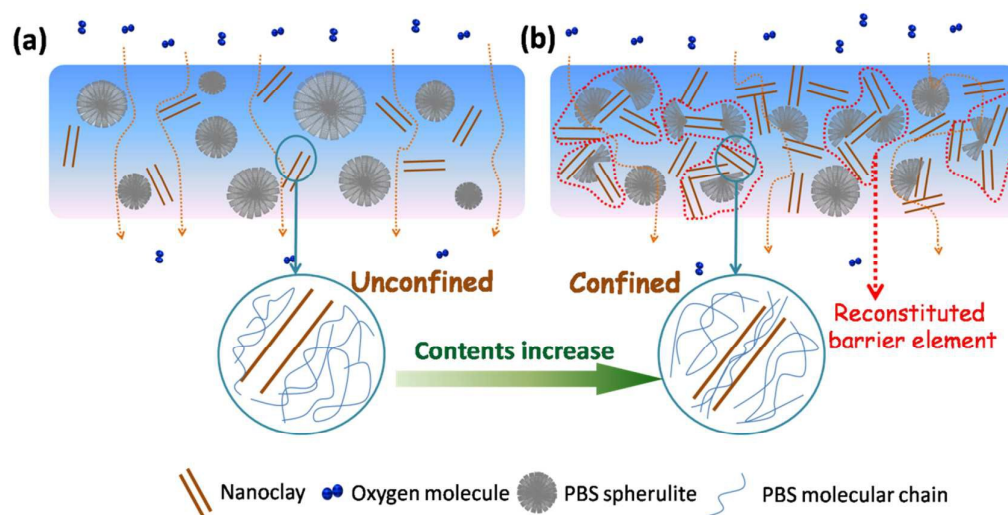 (a)
(b)
Unconfined
Confined
Reconstituted
barrier element
Contents increase
Nanoclay
Oxygen molecule
PBS spherulite
PBS molecular chain